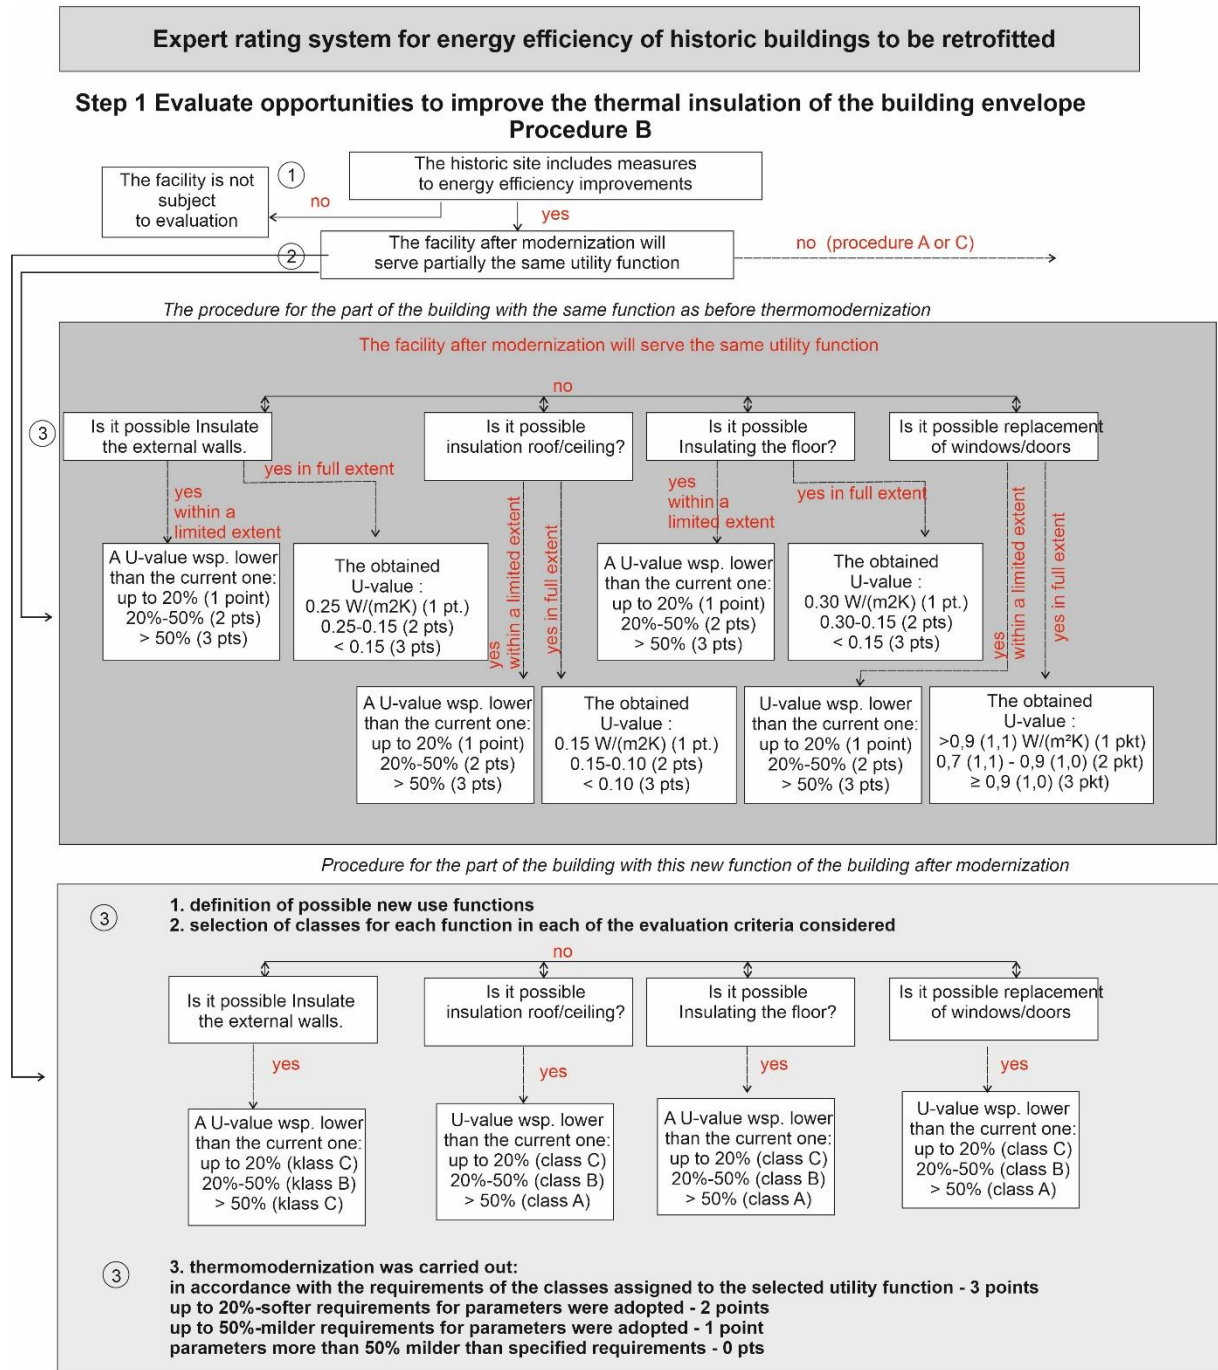 Expert rating system for energy efficiency of historic buildings to be retrofitted
Step 1 Evaluate opportunities to improve the thermal insulation of the building envelope
Procedure B
The facility is not
subject
to evaluation
1
The historic site includes measures
to energy efficiency improvements
no
yes
2
The facility after modernization will
serve partially the same utility function
no (procedure A or C)
The procedure for the part of the building with the same function as before thermomodernization
The facility after modernization will serve the same utility function
no
3
Is it possible Insulate
the external walls.
Is it possible
insulation roof/ceiling?
Is it possible
Insulating the floor?
Is it possible replacement
of windows/doors
yes
within a
limited extent
yes in full extent
yes
within a limited extent
yes in full extent
yes
within a
limited extent
yes in full extent
yes
within a limited extent
yes in full extent
A U-value wsp. lower
than the current one:
up to 20% (1 point)
20%-50% (2 pts)
> 50% (3 pts)
The obtained
U-value :
0.25 W/(m2K) (1 pt.)
0.25-0.15 (2 pts)
< 0.15 (3 pts)
A U-value wsp. lower
than the current one:
up to 20% (1 point)
20%-50% (2 pts)
> 50% (3 pts)
The obtained
U-value :
0.30 W/(m2K) (1 pt.)
0.30-0.15 (2 pts)
< 0.15 (3 pts)
A U-value wsp. lower
than the current one:
up to 20% (1 point)
20%-50% (2 pts)
> 50% (3 pts)
The obtained
U-value :
0.15 W/(m2K) (1 pt.)
0.15-0.10 (2 pts)
< 0.10 (3 pts)
U-value wsp. lower
than the current one:
up to 20% (1 point)
20%-50% (2 pts)
> 50% (3 pts)
The obtained
U-value :
>0,9 (1,1) W/(m²K) (1 pkt)
0,7 (1,1) - 0,9 (1,0) (2 pkt)
≥ 0,9 (1,0) (3 pkt)
Procedure for the part of the building with this new function of the building after modernization
3
1. definition of possible new use functions
2. selection of classes for each function in each of the evaluation criteria considered
no
Is it possible Insulate
the external walls.
Is it possible
insulation roof/ceiling?
Is it possible
Insulating the floor?
Is it possible replacement
of windows/doors
yes
yes
yes
yes
A U-value wsp. lower
than the current one:
up to 20% (klass C)
20%-50% (klass B)
> 50% (klass C)
U-value wsp. lower
than the current one:
up to 20% (class C)
20%-50% (class B)
> 50% (class A)
A U-value wsp. lower
than the current one:
up to 20% (class C)
20%-50% (class B)
> 50% (class A)
U-value wsp. lower
than the current one:
up to 20% (class C)
20%-50% (class B)
> 50% (class A)
3
3. thermomodernization was carried out:
in accordance with the requirements of the classes assigned to the selected utility function - 3 points
up to 20%-softer requirements for parameters were adopted - 2 points
up to 50%-milder requirements for parameters were adopted - 1 point
parameters more than 50% milder than specified requirements - 0 pts